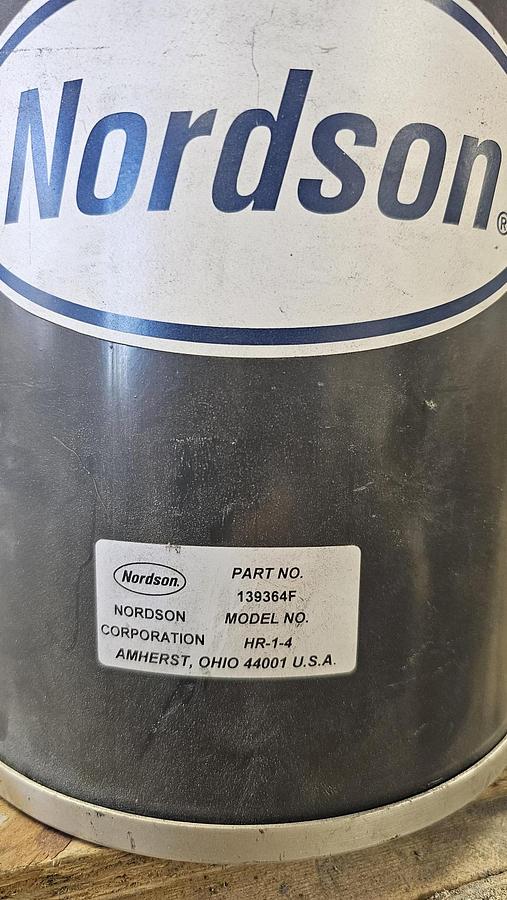 Nordson®
Nordson. PART NO.
139364F
NORDSON MODEL NO.
CORPORATION HR-1-4
AMHERST, OHIO 44001 U.S.A.